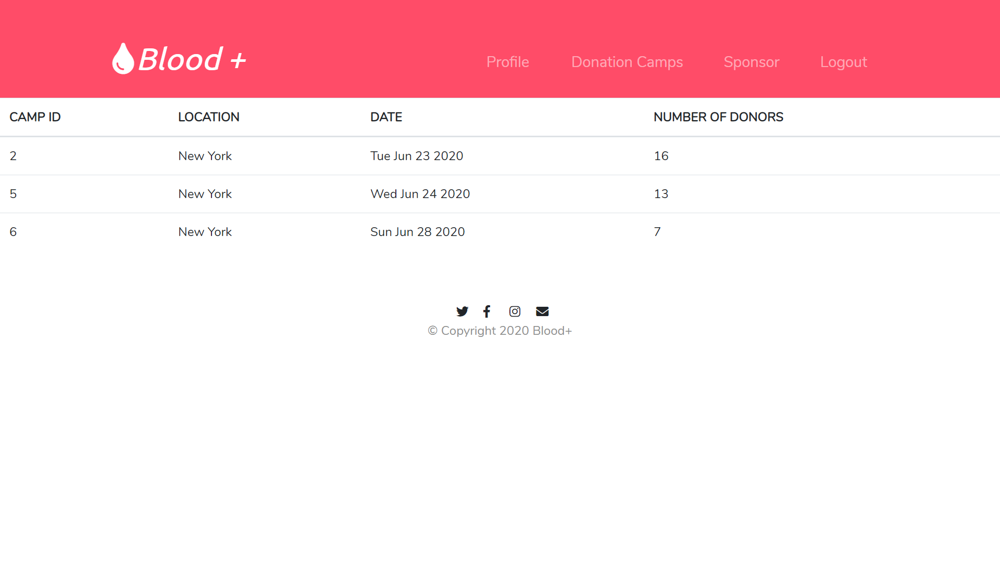 Blood +
Profile Donation Camps Sponsor Logout
CAMP ID LOCATION DATE NUMBER OF DONORS
2 New York Tue Jun 23 2020 16
5 New York Wed Jun 24 2020 13
6 New York Sun Jun 28 2020 7
© Copyright 2020 Blood+